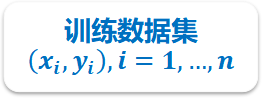 训练数据集
(xᵢ, yᵢ), i = 1, …, n